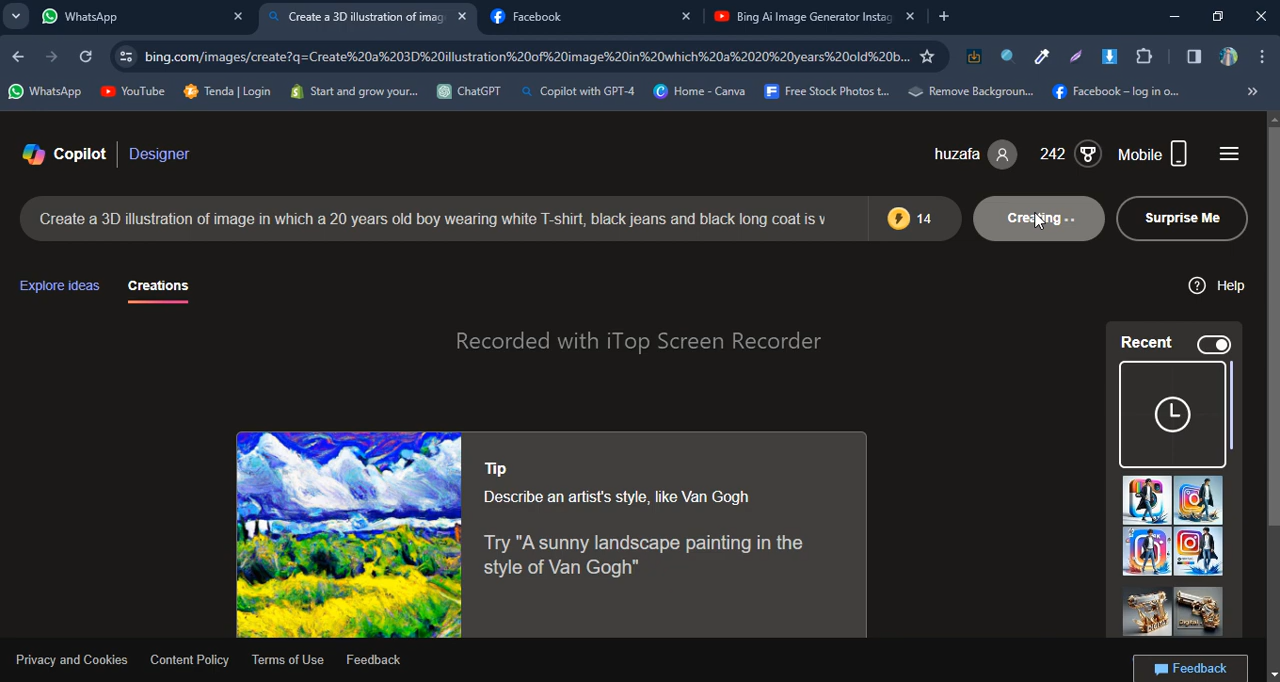 WhatsApp
Create a 3D illustration of imag
Facebook
Bing Ai Image Generator Instag
bing.com/images/create?q=Create%20a%203D%20illustration%20of%20image%20in%20which%20a%2020%20years%20old%20b...
WhatsApp
YouTube
Tenda | Login
Start and grow your...
ChatGPT
Copilot with GPT-4
Home - Canva
Free Stock Photos t...
Remove Backgroun...
Facebook – log in o...
Copilot
Designer
huzafa
242
Mobile
Create a 3D illustration of image in which a 20 years old boy wearing white T-shirt, black jeans and black long coat is
14
Creating ..
Surprise Me
Explore ideas
Creations
Help
Recorded with iTop Screen Recorder
Recent
Tip
Describe an artist's style, like Van Gogh
Try "A sunny landscape painting in the
style of Van Gogh"
Privacy and Cookies
Content Policy
Terms of Use
Feedback
Feedback